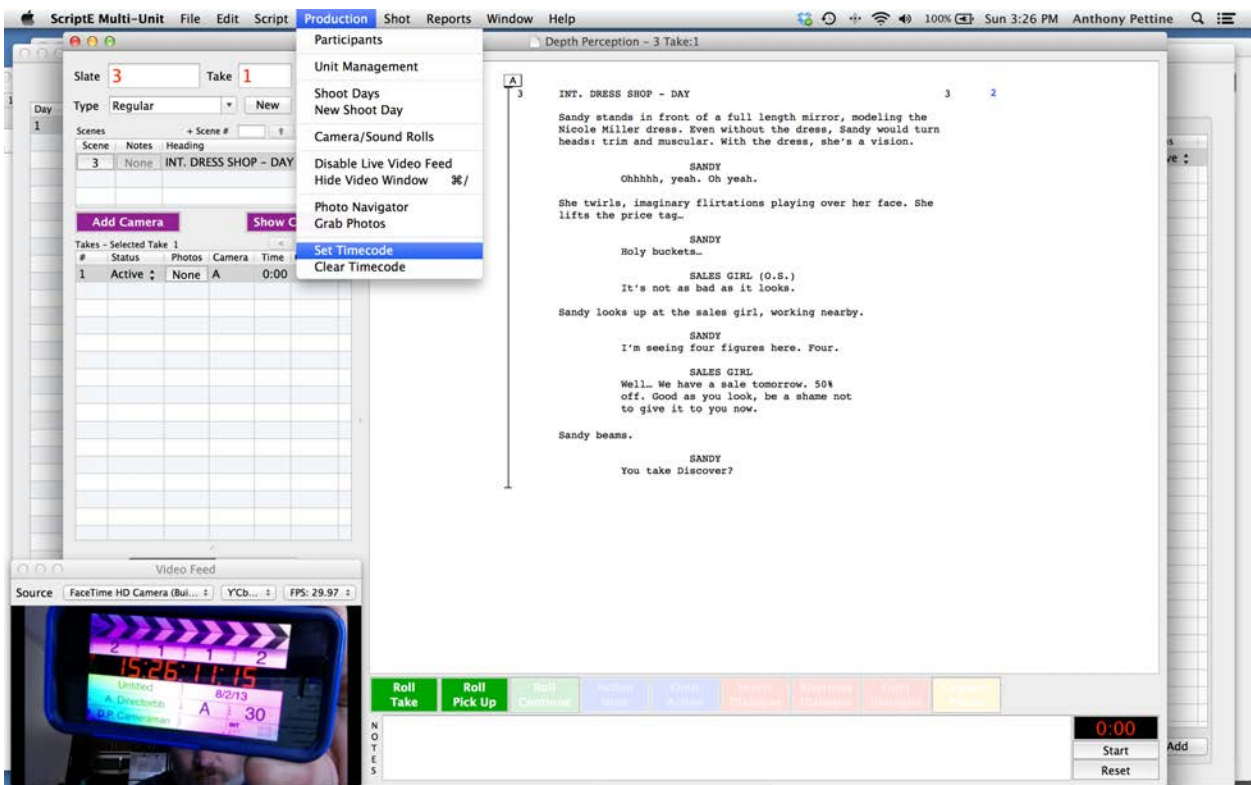 ScriptE Multi-Unit File Edit Script Production Shot Reports Window Help 100% Sun 3:26 PM Anthony Pettine
Depth Perception - 3 Take:1
Participants
Unit Management
Shoot Days
New Shoot Day
Camera/Sound Rolls
Disable Live Video Feed
Hide Video Window ⌘/
Photo Navigator
Grab Photos
Set Timecode
Clear Timecode
Day
1
Slate 3 Take 1
Type Regular New
Scenes + Scene #
Scene Notes Heading
3 None INT. DRESS SHOP - DAY
Add Camera Show C
Takes - Selected Take 1 <
# Status Photos Camera Time
1 Active None A 0:00
A
3 INT. DRESS SHOP - DAY 3 2
Sandy stands in front of a full length mirror, modeling the
Nicole Miller dress. Even without the dress, Sandy would turn
heads: trim and muscular. With the dress, she's a vision.
SANDY
Ohhhhh, yeah. Oh yeah.
She twirls, imaginary flirtations playing over her face. She
lifts the price tag…
SANDY
Holy buckets…
SALES GIRL (O.S.)
It's not as bad as it looks.
Sandy looks up at the sales girl, working nearby.
SANDY
I'm seeing four figures here. Four.
SALES GIRL
Well… We have a sale tomorrow. 50%
off. Good as you look, be a shame not
to give it to you now.
Sandy beams.
SANDY
You take Discover?
Video Feed
Source FaceTime HD Camera (Bui... Y'Cb... FPS: 29.97
2 1 1 2
15:26:11:15
Untitled
8/2/13
A. Directorbb
A 30
D.P. Cameraman
INT
Roll Take
Roll Pick Up
Roll Continue
NOTES
0:00
Start
Reset
Add